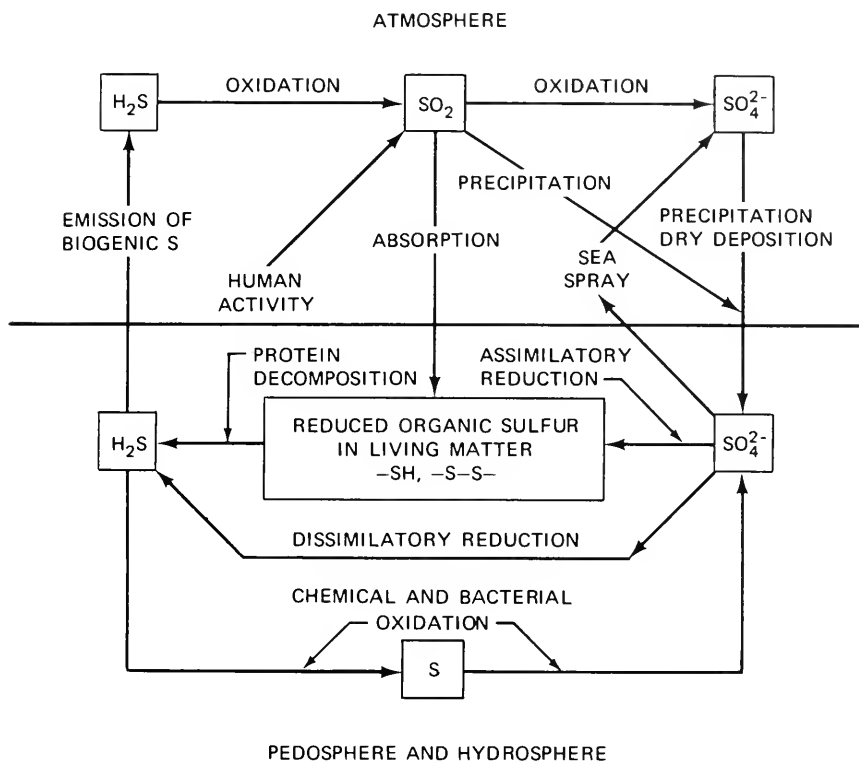 ATMOSPHERE
OXIDATION
OXIDATION
H₂S
SO₂
SO₄²⁻
PRECIPITATION
EMISSION OF
BIOGENIC S
ABSORPTION
PRECIPITATION
DRY DEPOSITION
HUMAN
ACTIVITY
SEA
SPRAY
PROTEIN
DECOMPOSITION
ASSIMILATORY
REDUCTION
H₂S
REDUCED ORGANIC SULFUR
IN LIVING MATTER
–SH, –S–S–
SO₄²⁻
DISSIMILATORY REDUCTION
CHEMICAL AND BACTERIAL
OXIDATION
S
PEDOSPHERE AND HYDROSPHERE